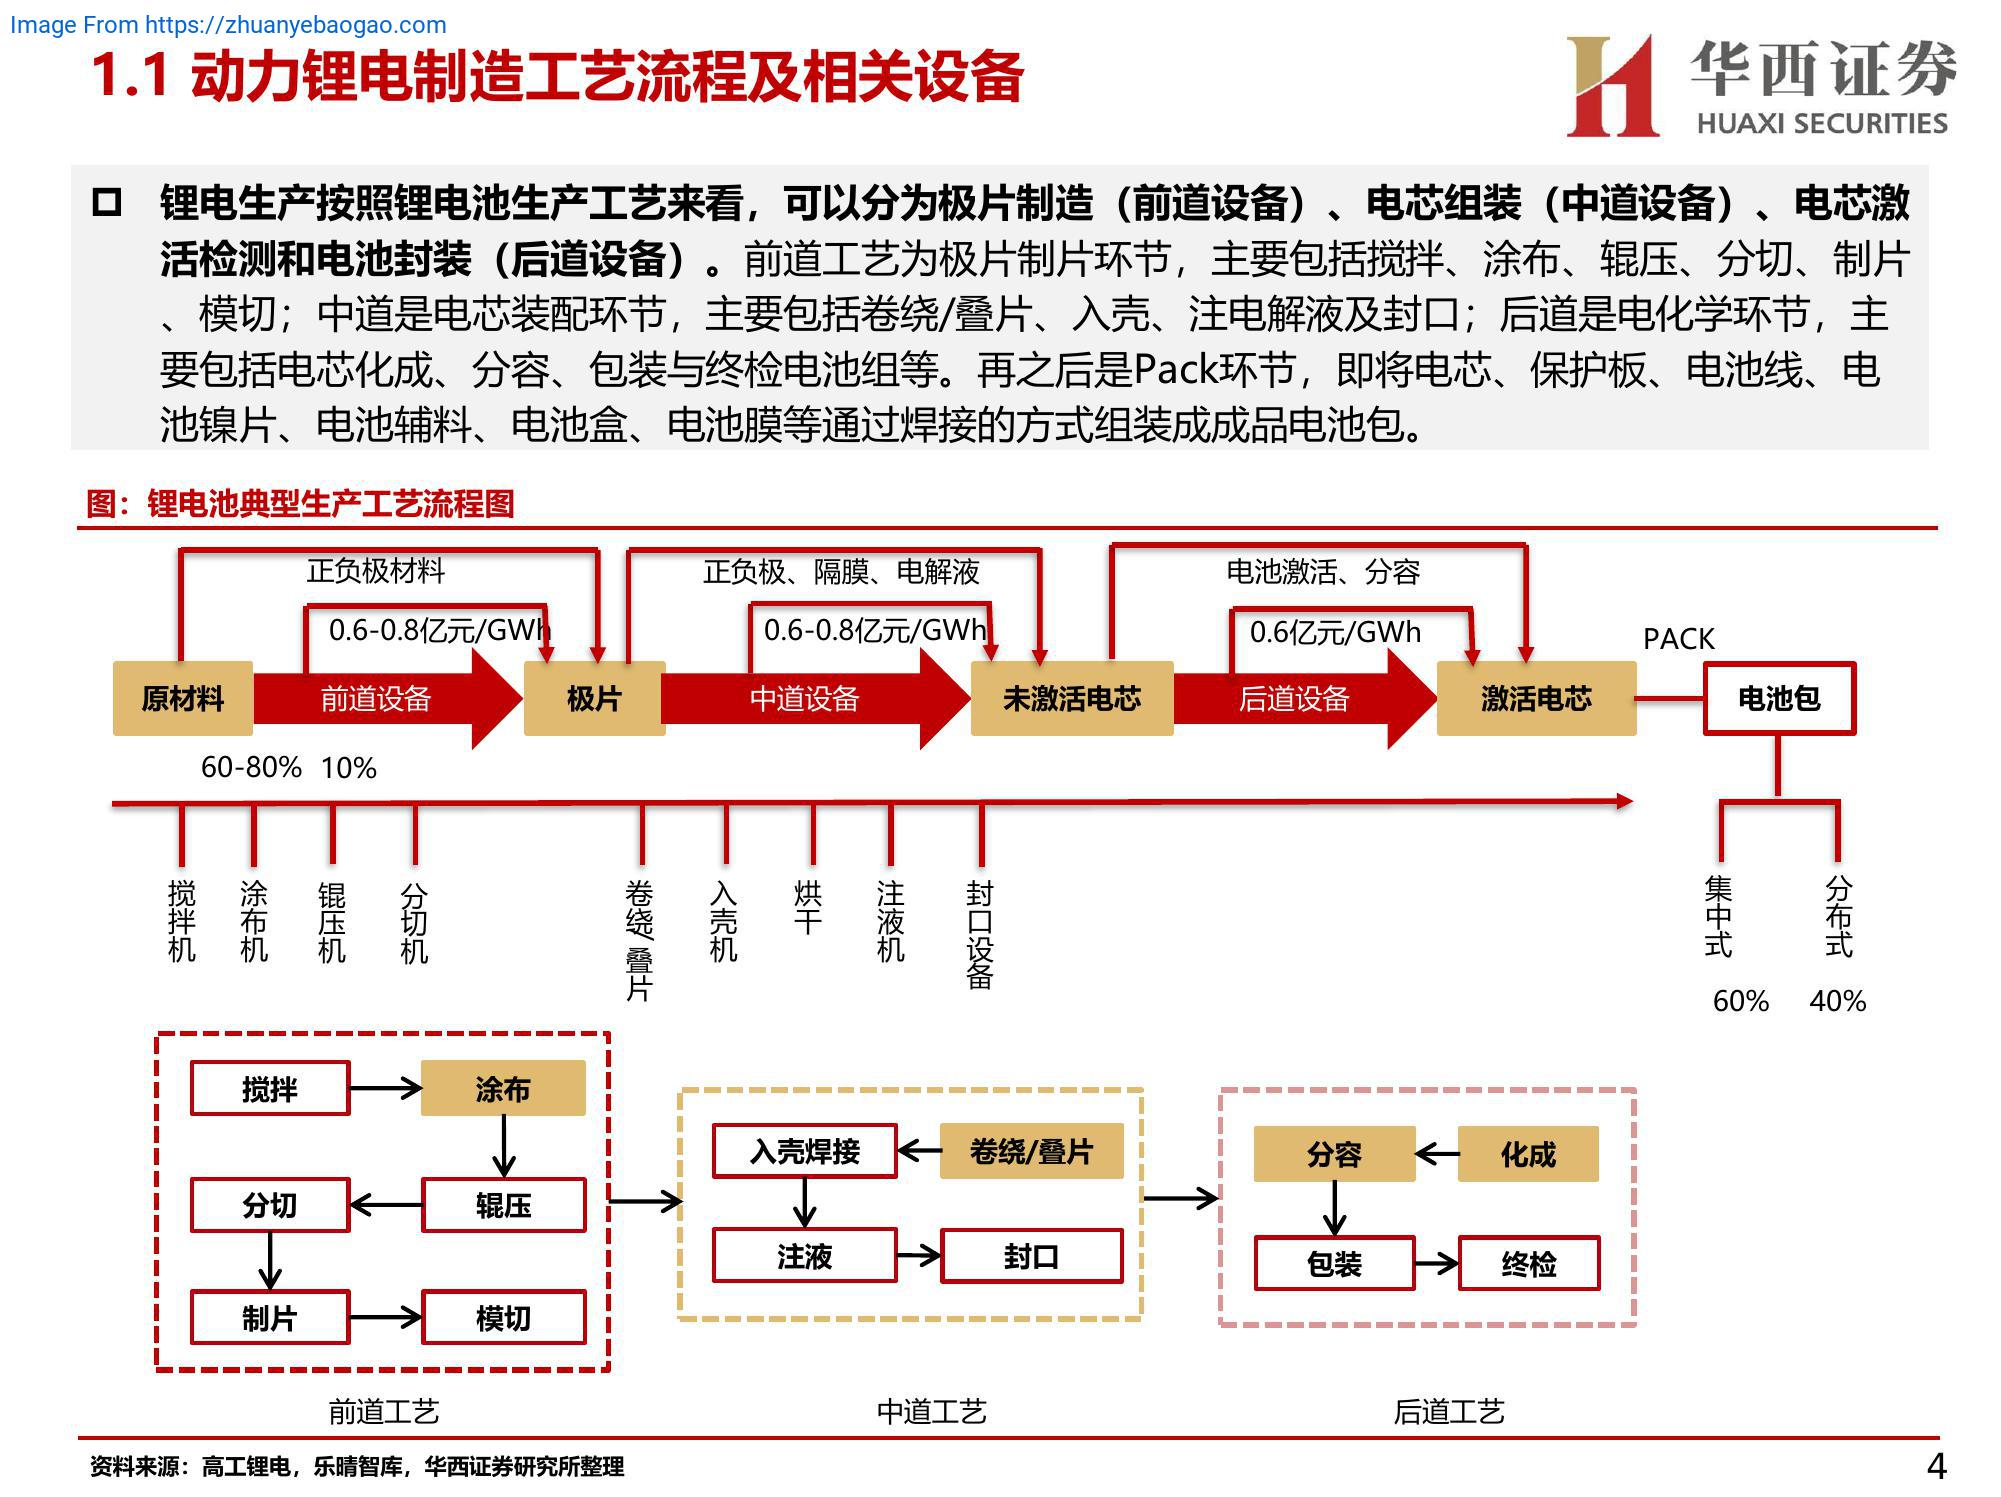 Image From https://zhuanyebaogao.com
1.1 动力锂电制造工艺流程及相关设备
华西证券
HUAXI SECURITIES
锂电生产按照锂电池生产工艺来看，可以分为极片制造（前道设备）、电芯组装（中道设备）、电芯激
活检测和电池封装（后道设备）。前道工艺为极片制片环节，主要包括搅拌、涂布、辊压、分切、制片
、模切；中道是电芯装配环节，主要包括卷绕/叠片、入壳、注电解液及封口；后道是电化学环节，主
要包括电芯化成、分容、包装与终检电池组等。再之后是Pack环节，即将电芯、保护板、电池线、电
池镍片、电池辅料、电池盒、电池膜等通过焊接的方式组装成成品电池包。
图：锂电池典型生产工艺流程图
正负极材料
正负极、隔膜、电解液
电池激活、分容
0.6-0.8亿元/GWh
0.6-0.8亿元/GWh
0.6亿元/GWh
PACK
原材料
前道设备
极片
中道设备
未激活电芯
后道设备
激活电芯
电池包
60-80%
10%
搅拌机
涂布机
锟压机
分切机
卷绕/叠片
入壳机
烘干
注液机
封口设备
集中式
分布式
60%
40%
搅拌
涂布
分切
辊压
制片
模切
入壳焊接
卷绕/叠片
注液
封口
分容
化成
包装
终检
前道工艺
中道工艺
后道工艺
资料来源：高工锂电，乐晴智库，华西证券研究所整理
4